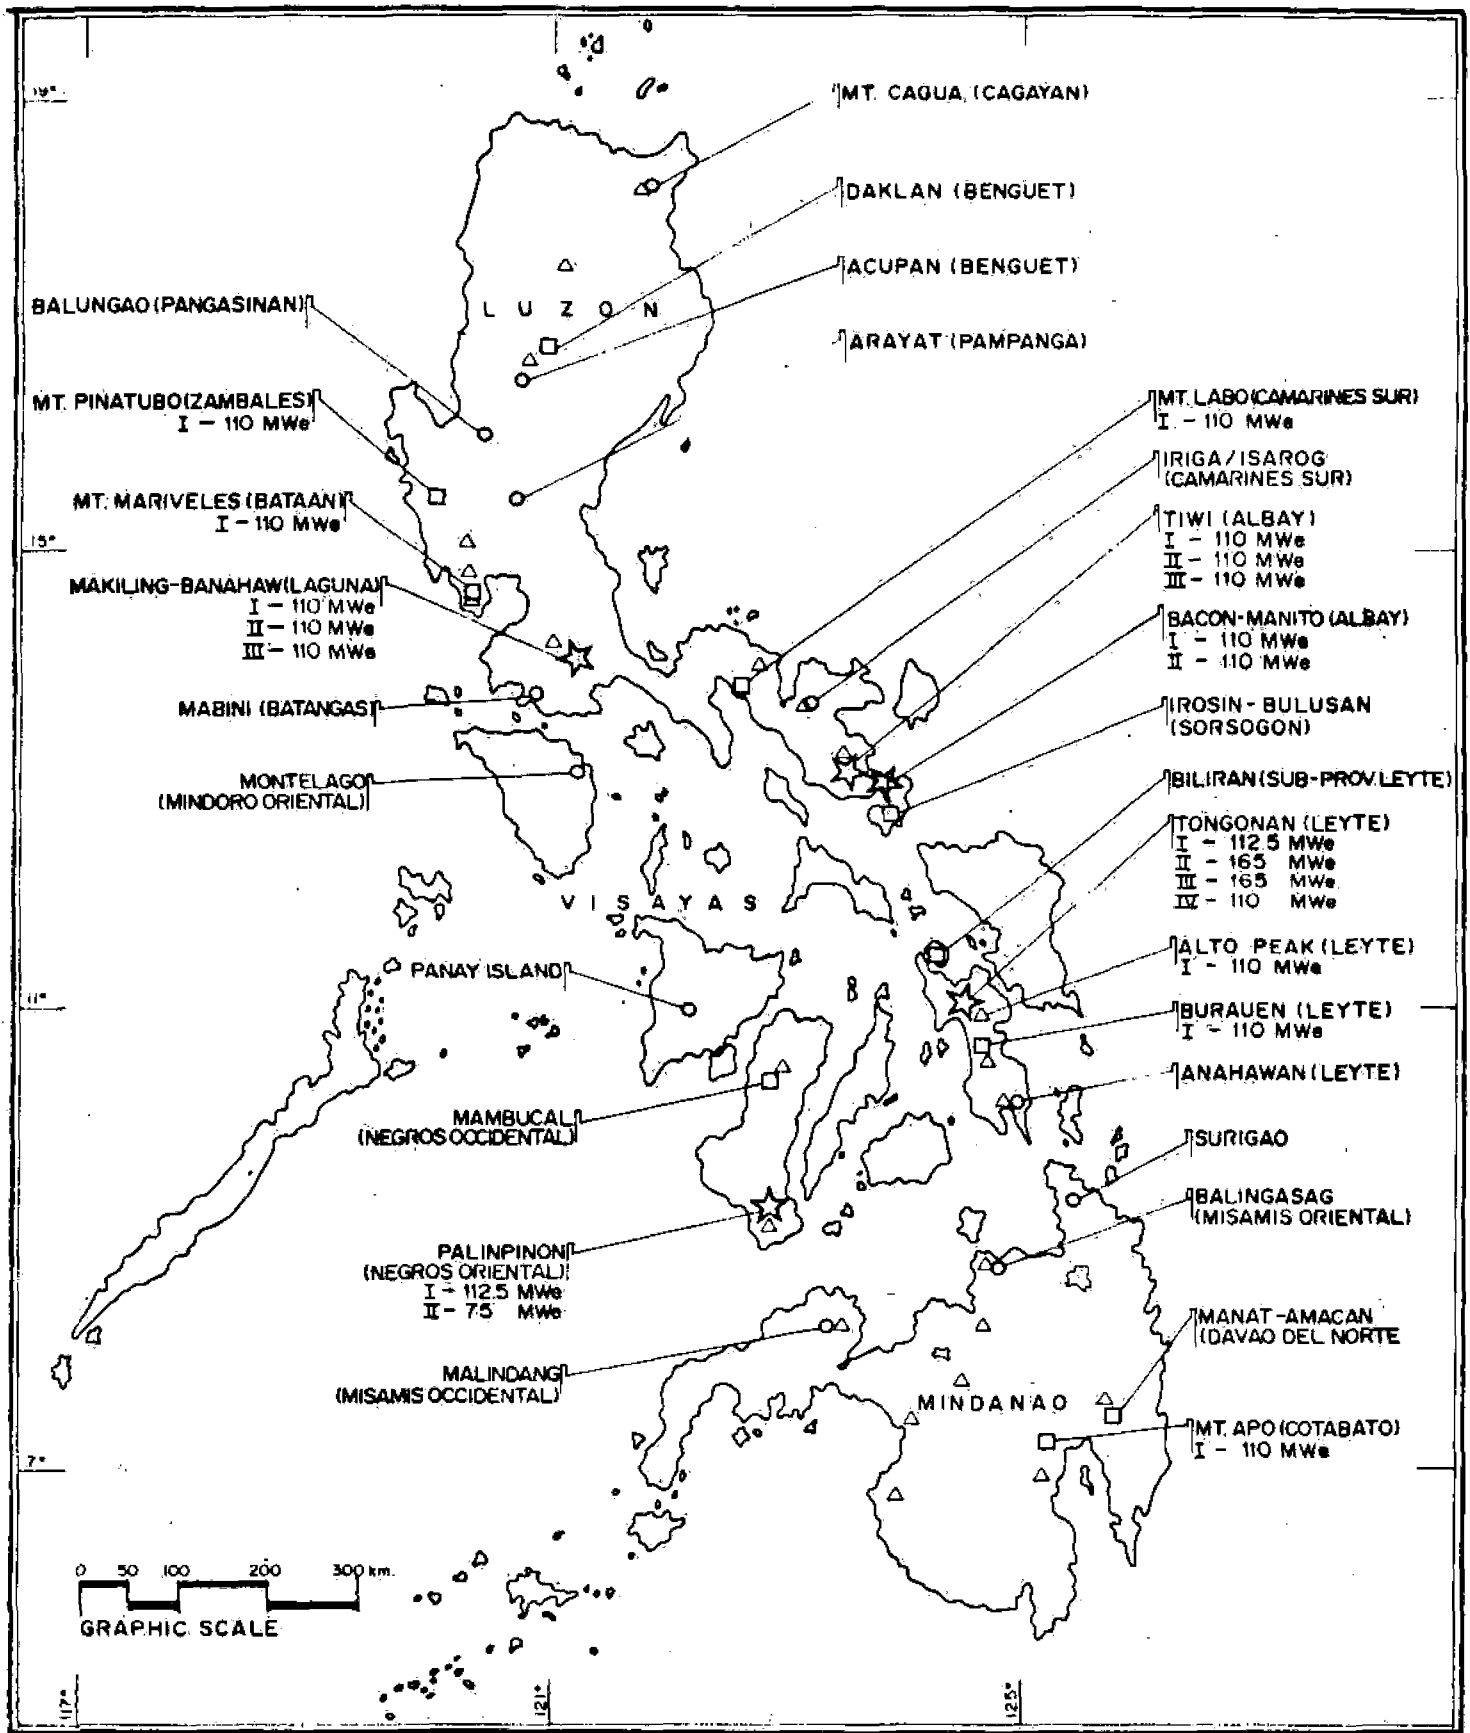 19°
MT. CAGUA (CAGAYAN)
DAKLAN (BENGUET)
ACUPAN (BENGUET)
ARAYAT (PAMPANGA)
LUZON
BALUNGAO (PANGASINAN)
MT. PINATUBO (ZAMBALES)
I - 110 MWe
MT. MARIVELES (BATAAN)
I - 110 MWe
15°
MAKILING-BANAHAW (LAGUNA)
I - 110 MWe
II - 110 MWe
III - 110 MWe
MABINI (BATANGAS)
MONTELAGO
(MINDORO ORIENTAL)
MT. LABO (CAMARINES SUR)
I - 110 MWe
IRIGA / ISAROG
(CAMARINES SUR)
TIWI (ALBAY)
I - 110 MWe
II - 110 MWe
III - 110 MWe
BACON-MANITO (ALBAY)
I - 110 MWe
II - 110 MWe
IROSIN - BULUSAN
(SORSOGON)
BILIRAN (SUB-PROV. LEYTE)
TONGONAN (LEYTE)
I - 112.5 MWe
II - 165 MWe
III - 165 MWe
IV - 110 MWe
VISAYAS
ALTO PEAK (LEYTE)
I - 110 MWe
PANAY ISLAND
11°
BURAUEN (LEYTE)
I - 110 MWe
ANAHAWAN (LEYTE)
MAMBUCAL
(NEGROS OCCIDENTAL)
SURIGAO
BALINGASAG
(MISAMIS ORIENTAL)
PALINPINON
(NEGROS ORIENTAL)
I - 112.5 MWe
II - 75 MWe
MANAT-AMACAN
(DAVAO DEL NORTE
MALINDANG
(MISAMIS OCCIDENTAL)
MINDANAO
MT. APO (COTABATO)
I - 110 MWe
7°
0 50 100 200 300 km.
GRAPHIC SCALE
117°
121°
125°